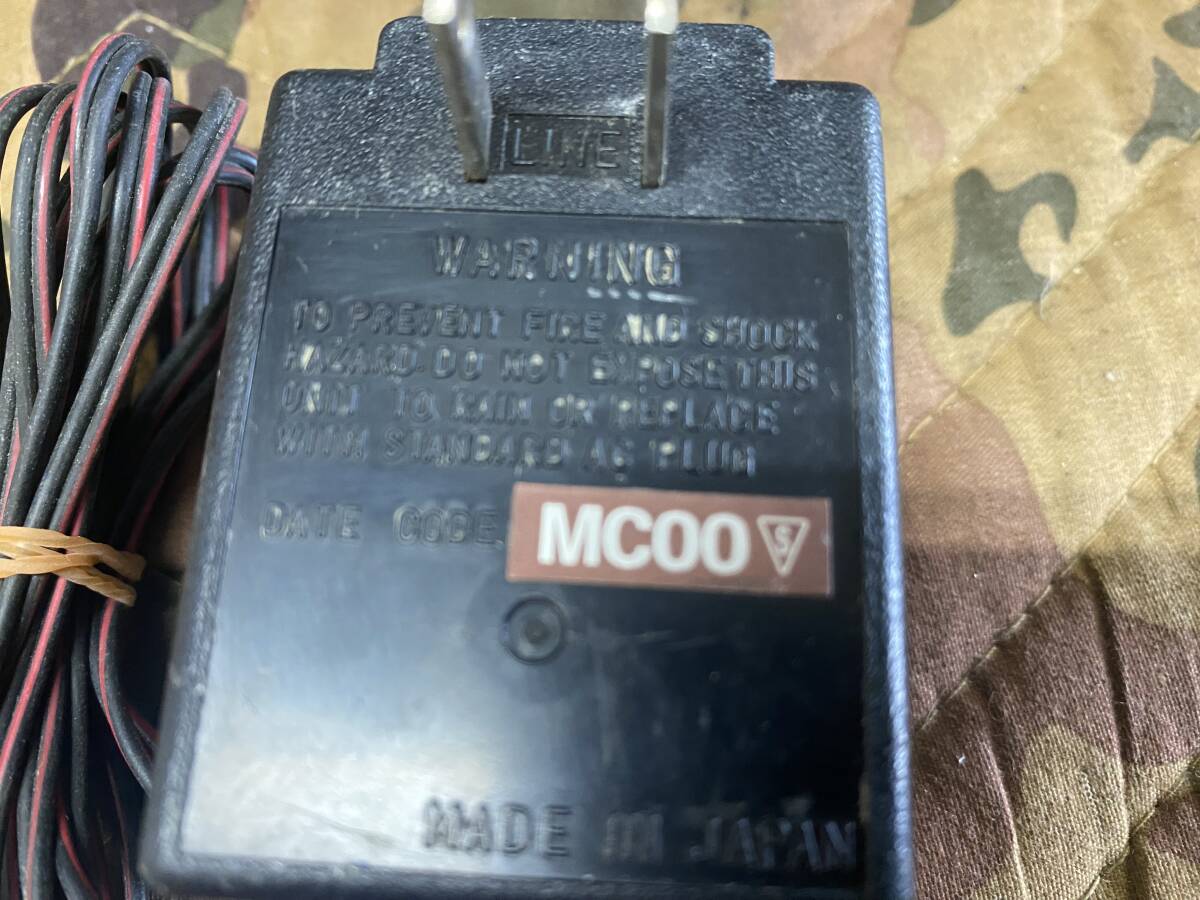 LINE
WARNING
TO PREVENT FIRE AND SHOCK
HAZARD.DO NOT EXPOSE THIS
UNIT TO RAIN OR REPLACE
WITH STANDARD AC PLUG
DATE CODE MC00 S
MADE IN JAPAN